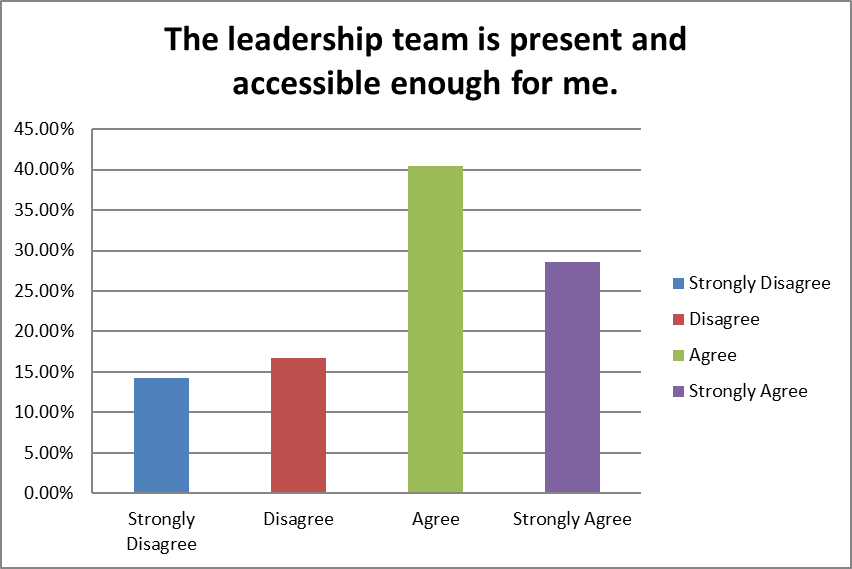 The leadership team is present and
accessible enough for me.
45.00%
40.00%
35.00%
30.00%
25.00%
20.00%
15.00%
10.00%
5.00%
0.00%
Strongly
Disagree
Disagree
Agree
Strongly Agree
Strongly Disagree
Disagree
Agree
Strongly Agree